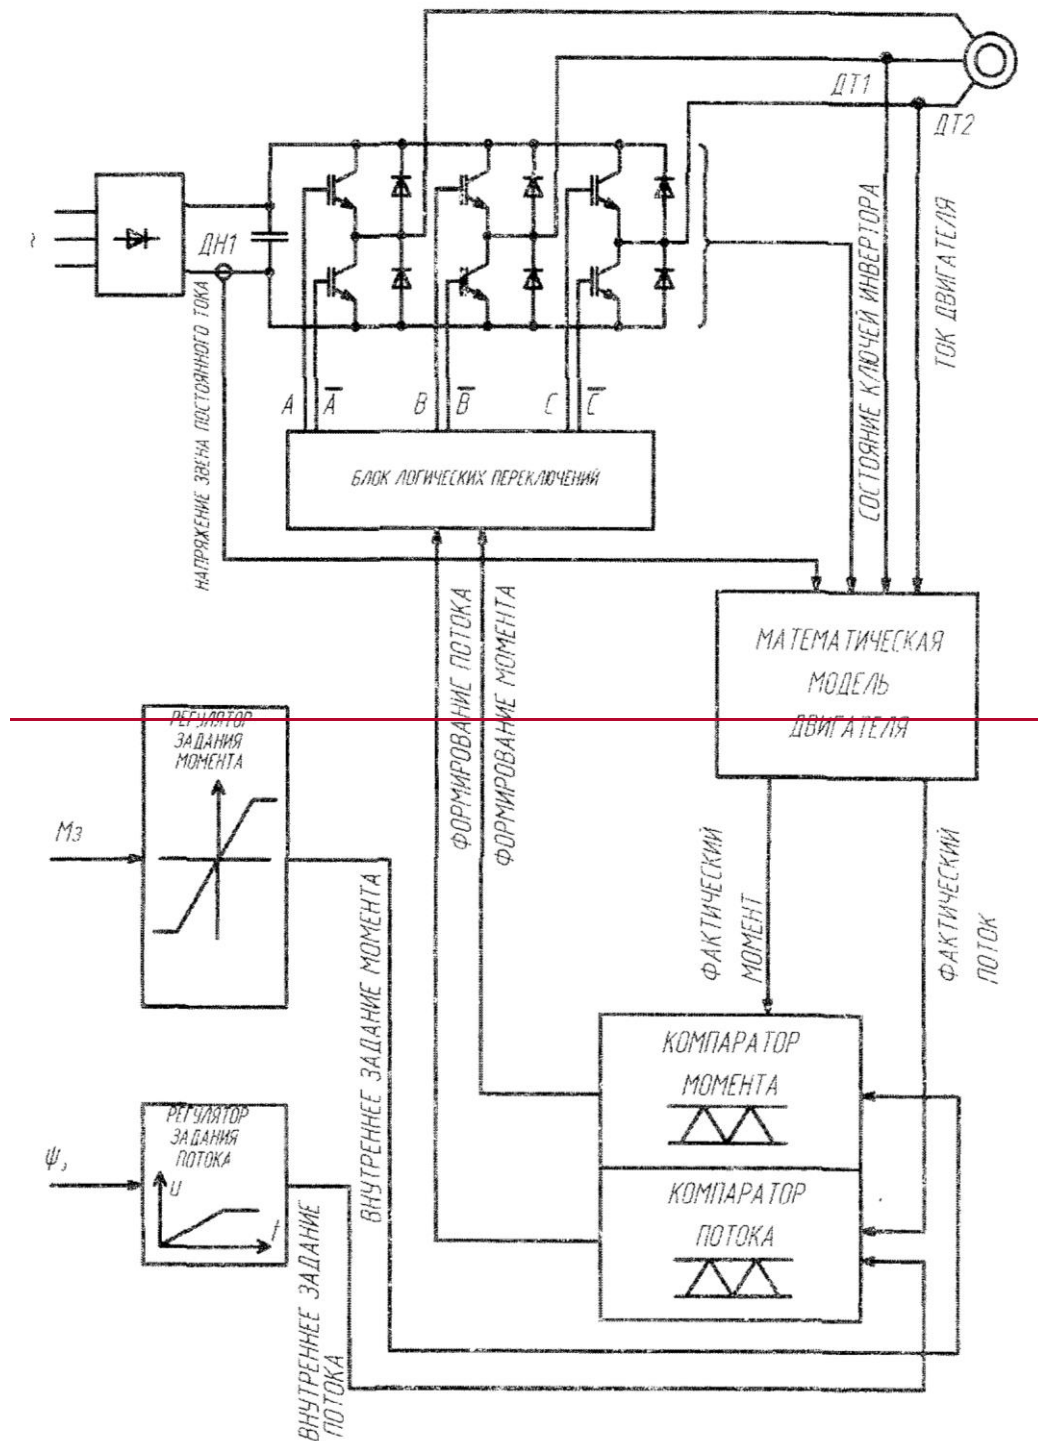 ДТ1
ДТ2
~
ДН1
НАПРЯЖЕНИЕ ЗВЕНА ПОСТОЯННОГО ТОКА
СОСТОЯНИЕ КЛЮЧЕЙ ИНВЕРТОРА
ТОК ДВИГАТЕЛЯ
A A̅ B B̅ C C̅
БЛОК ЛОГИЧЕСКИХ ПЕРЕКЛЮЧЕНИЙ
ФОРМИРОВАНИЕ ПОТОКА
ФОРМИРОВАНИЕ МОМЕНТА
МАТЕМАТИЧЕСКАЯ
МОДЕЛЬ
ДВИГАТЕЛЯ
РЕГУЛЯТОР
ЗАДАНИЯ
МОМЕНТА
Мз
ВНУТРЕННЕЕ ЗАДАНИЕ МОМЕНТА
ФАКТИЧЕСКИЙ
МОМЕНТ
ФАКТИЧЕСКИЙ
ПОТОК
КОМПАРАТОР
МОМЕНТА
РЕГУЛЯТОР
ЗАДАНИЯ
ПОТОКА
Ψз
U
t
КОМПАРАТОР
ПОТОКА
ВНУТРЕННЕЕ ЗАДАНИЕ
ПОТОКА